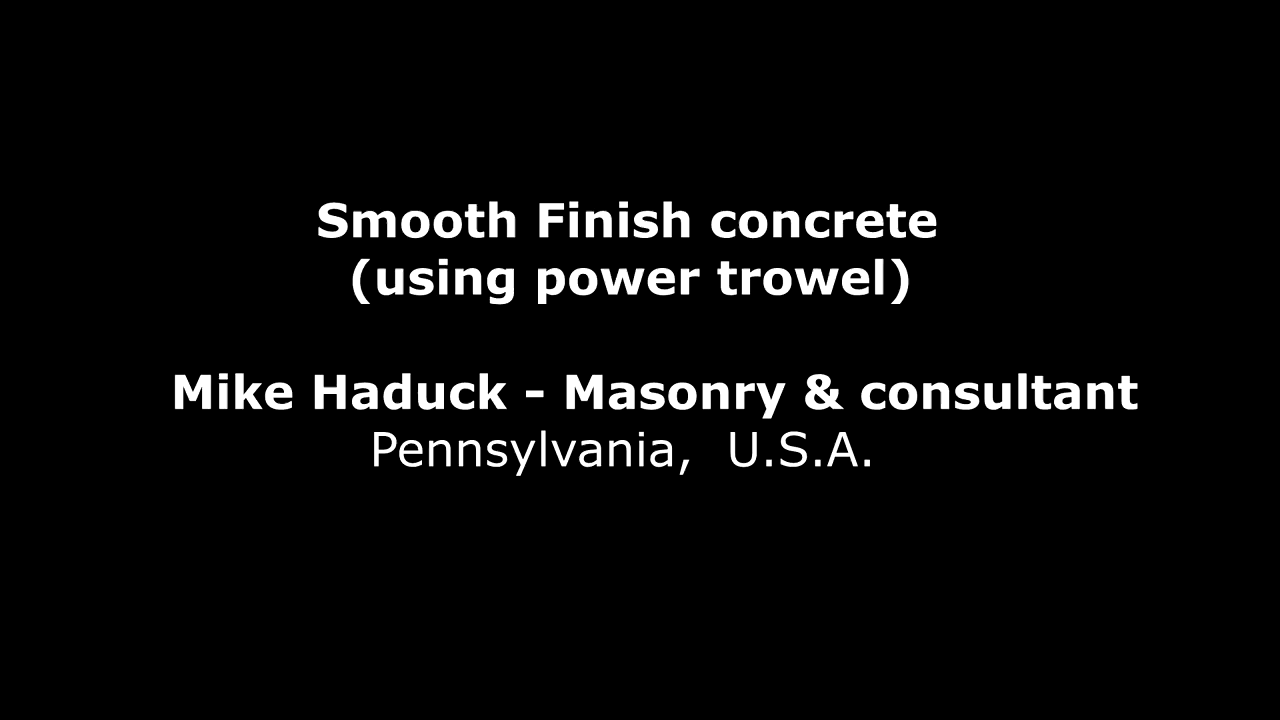 Smooth Finish concrete
(using power trowel)
Mike Haduck - Masonry & consultant
Pennsylvania, U.S.A.